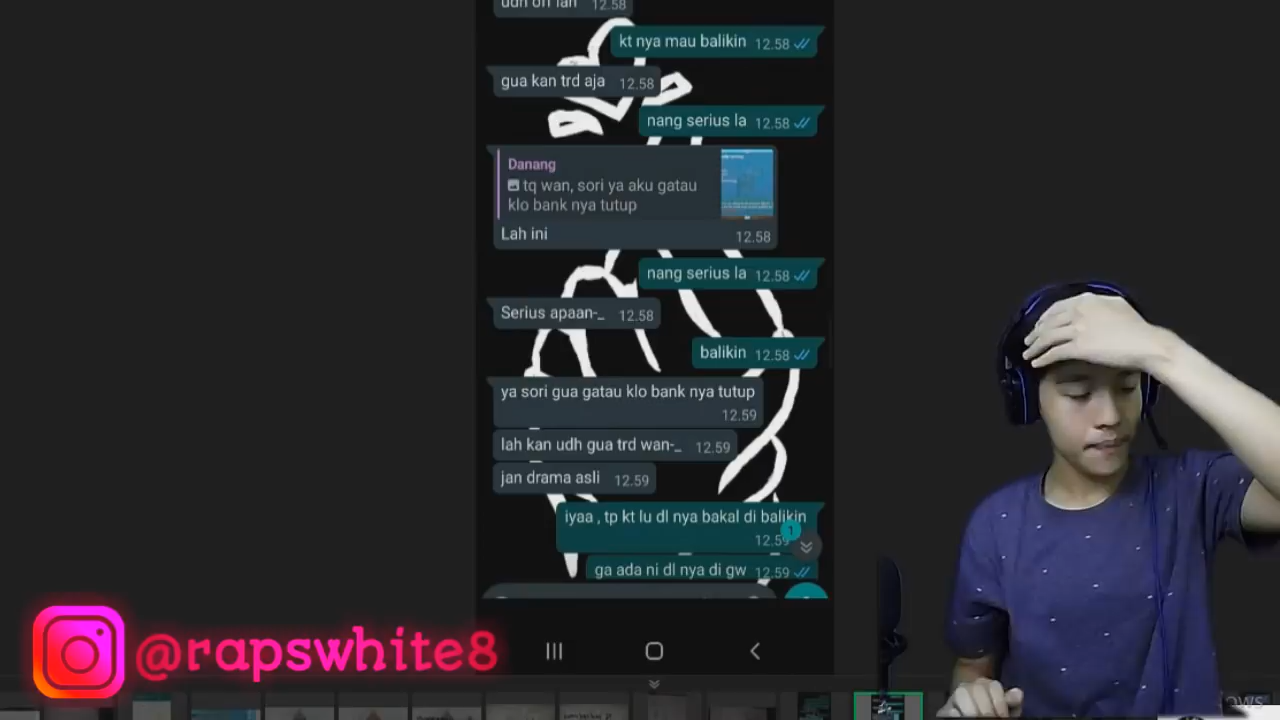 udh on lah 12.58
kt nya mau balikin 12.58
gua kan trd aja 12.58
nang serius la 12.58
Danang
tq wan, sori ya aku gatau
klo bank nya tutup
Lah ini 12.58
nang serius la 12.58
Serius apaan-_ 12.58
balikin 12.58
ya sori gua gatau klo bank nya tutup
12.59
lah kan udh gua trd wan-_ 12.59
jan drama asli 12.59
iyaa , tp kt lu dl nya bakal di balikin
12.59
1
ga ada ni dl nya di gw 12.59
@rapswhite8